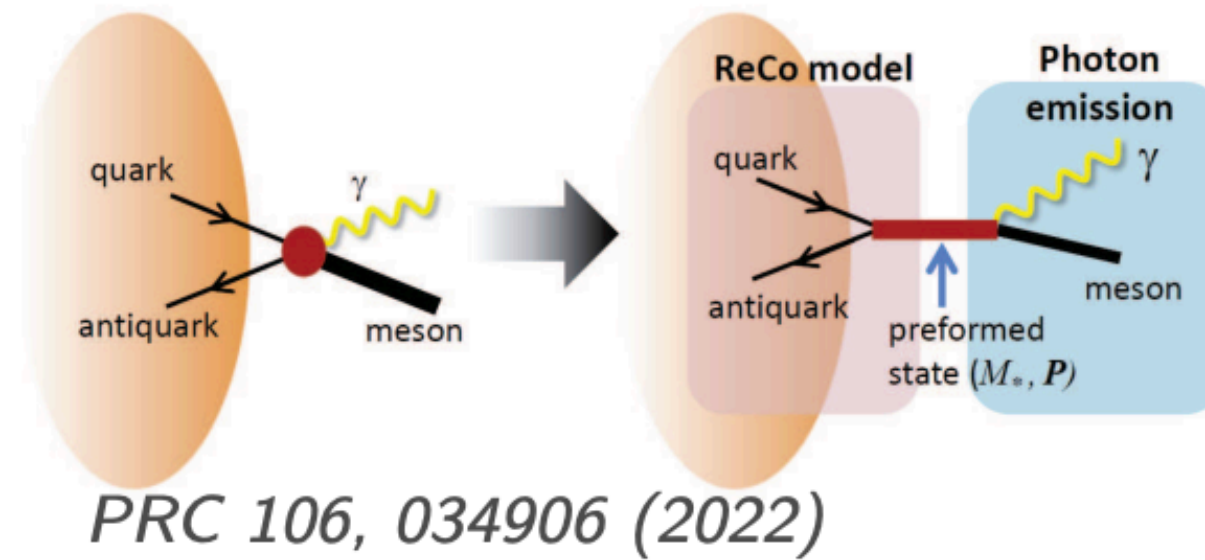 quark
γ
antiquark
meson
ReCo model
Photon
emission
quark
γ
antiquark
meson
preformed
state (M*, P)
PRC 106, 034906 (2022)